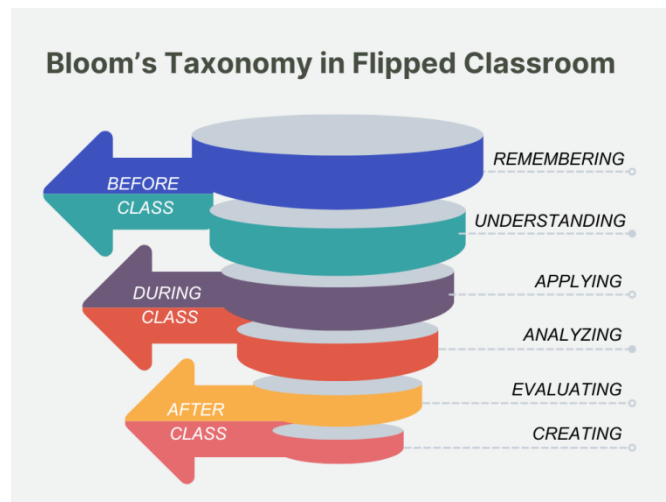 Bloom's Taxonomy in Flipped Classroom
BEFORE
CLASS
REMEMBERING
UNDERSTANDING
DURING
CLASS
APPLYING
ANALYZING
AFTER
CLASS
EVALUATING
CREATING